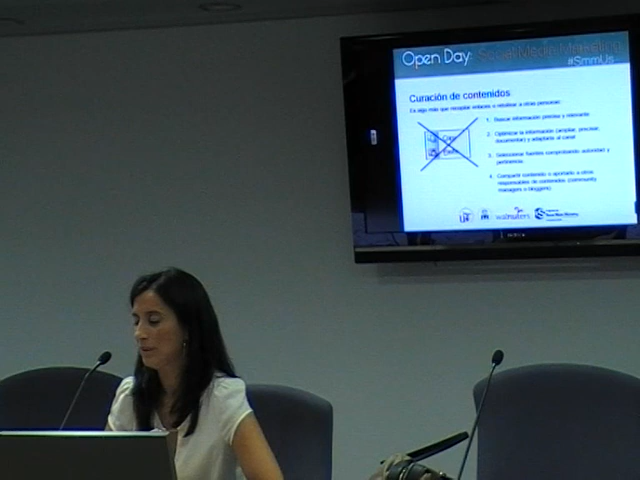 Open Day: Social Media Marketing
#SmmUs
Curación de contenidos:
Es algo más que recopilar enlaces o retuitear a otras personas:
1. Buscar información precisa y relevante
2. Optimizar la información (ampliar, precisar,
documentar) y adaptarlo al canal
3. Seleccionar fuentes comprobando autoridad y
pertinencia.
4. Compartir contenido o aportarlo a otros
responsables de contenidos (community
managers o bloggers)
walnuters